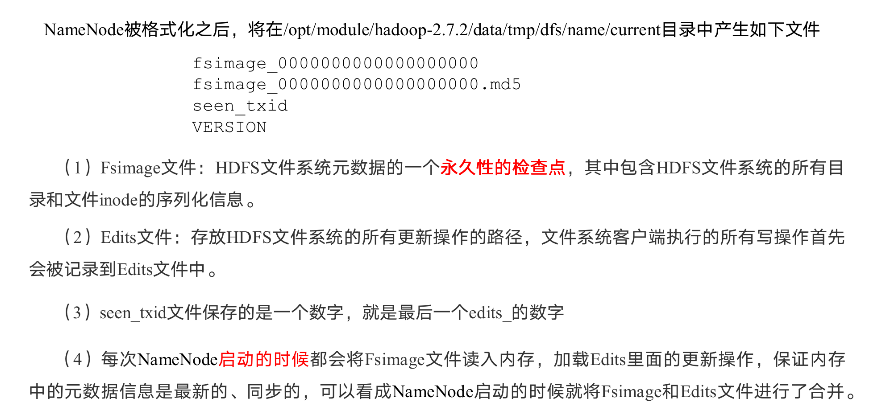 NameNode被格式化之后，将在/opt/module/hadoop-2.7.2/data/tmp/dfs/name/current目录中产生如下文件
fsimage_0000000000000000000
fsimage_0000000000000000000.md5
seen_txid
VERSION
（1）Fsimage文件：HDFS文件系统元数据的一个永久性的检查点，其中包含HDFS文件系统的所有目
录和文件inode的序列化信息。
（2）Edits文件：存放HDFS文件系统的所有更新操作的路径，文件系统客户端执行的所有写操作首先
会被记录到Edits文件中。
（3）seen_txid文件保存的是一个数字，就是最后一个edits_的数字
（4）每次NameNode启动的时候都会将Fsimage文件读入内存，加载Edits里面的更新操作，保证内存
中的元数据信息是最新的、同步的，可以看成NameNode启动的时候就将Fsimage和Edits文件进行了合并。